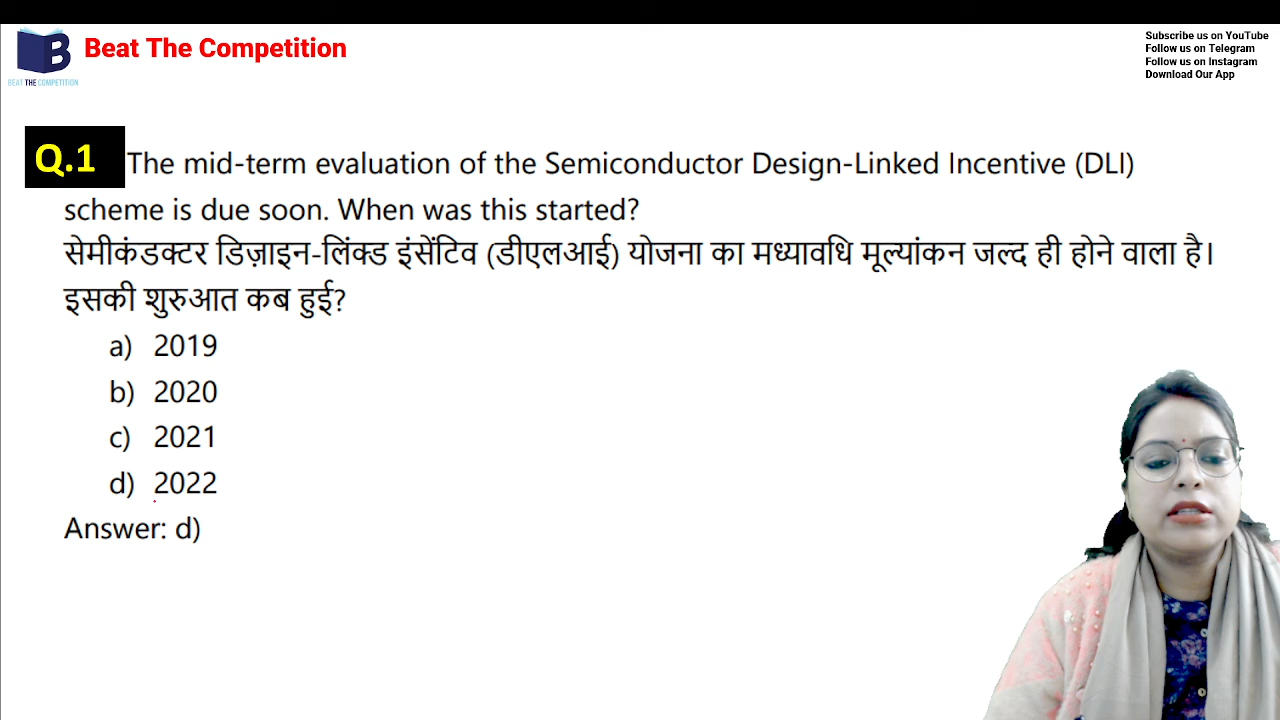 Beat The Competition
BEAT THE COMPETITION
Subscribe us on YouTube
Follow us on Telegram
Follow us on Instagram
Download Our App
Q.1 The mid-term evaluation of the Semiconductor Design-Linked Incentive (DLI)
scheme is due soon. When was this started?
सेमीकंडक्टर डिज़ाइन-लिंक्ड इंसेंटिव (डीएलआई) योजना का मध्यावधि मूल्यांकन जल्द ही होने वाला है।
इसकी शुरुआत कब हुई?
a) 2019
b) 2020
c) 2021
d) 2022
Answer: d)